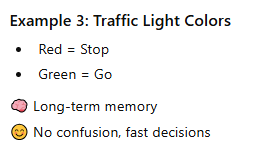 Example 3: Traffic Light Colors
• Red = Stop
• Green = Go
🧠 Long-term memory
😊 No confusion, fast decisions